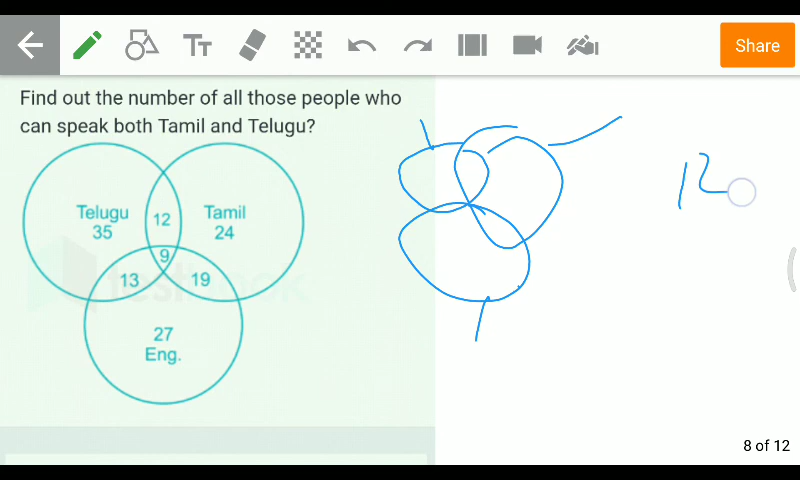 Tт Share
Find out the number of all those people who
can speak both Tamil and Telugu?
Telugu 12 Tamil
35 24
9
13 19
27
Eng.
12
8 of 12